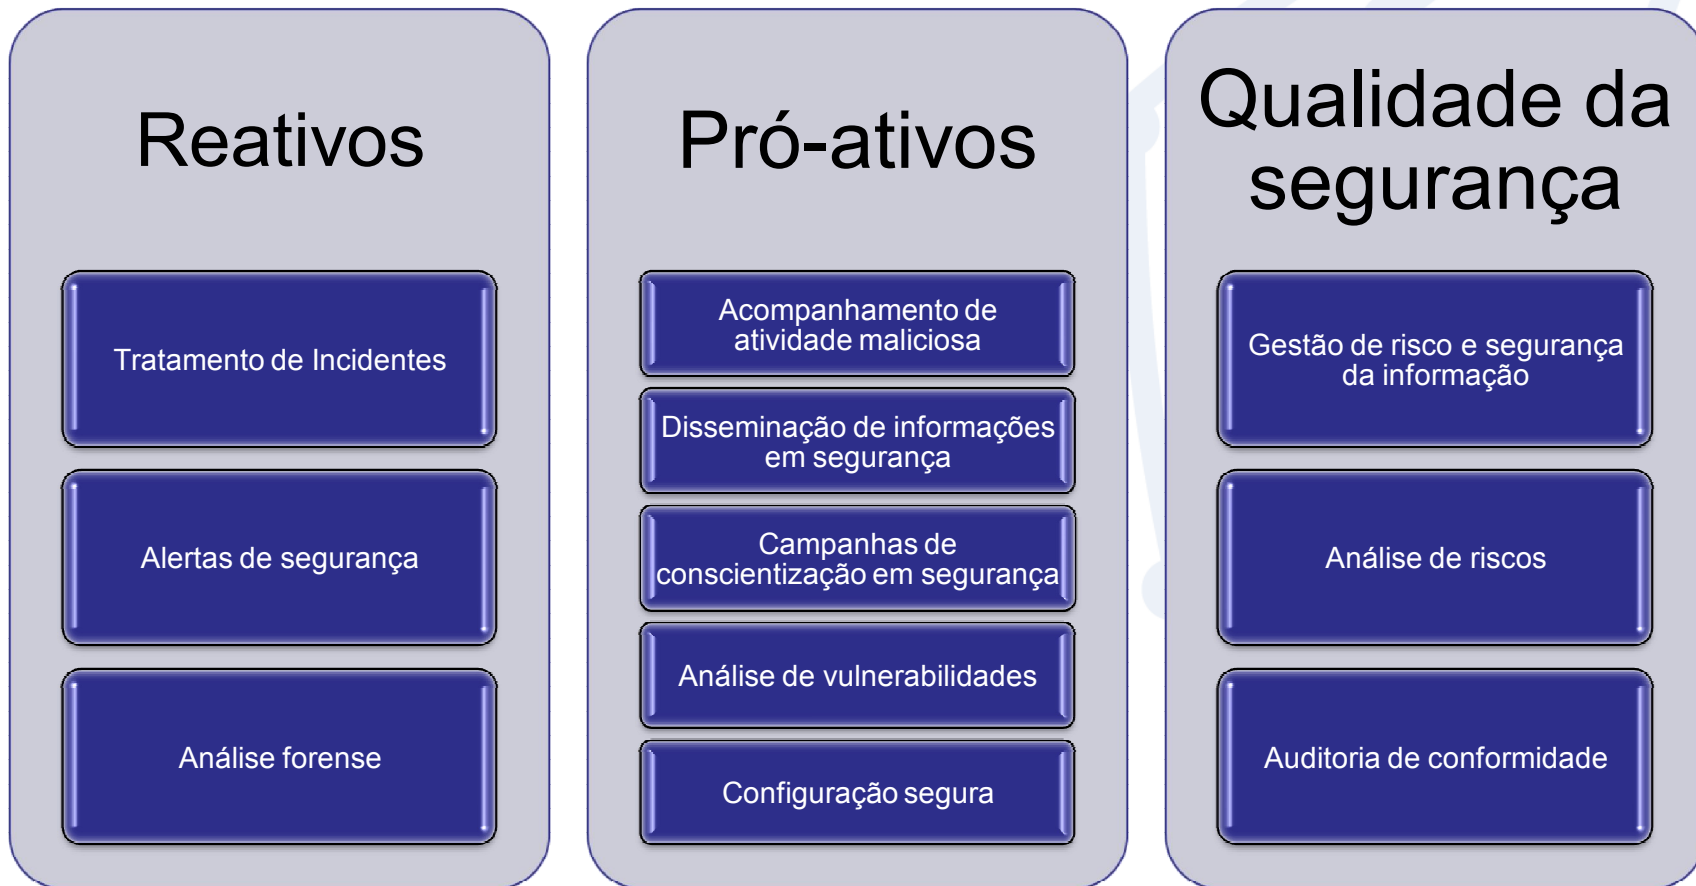 Reativos
Tratamento de Incidentes
Alertas de segurança
Análise forense
Pró-ativos
Acompanhamento de
atividade maliciosa
Disseminação de informações
em segurança
Campanhas de
conscientização em segurança
Análise de vulnerabilidades
Configuração segura
Qualidade da
segurança
Gestão de risco e segurança
da informação
Análise de riscos
Auditoria de conformidade